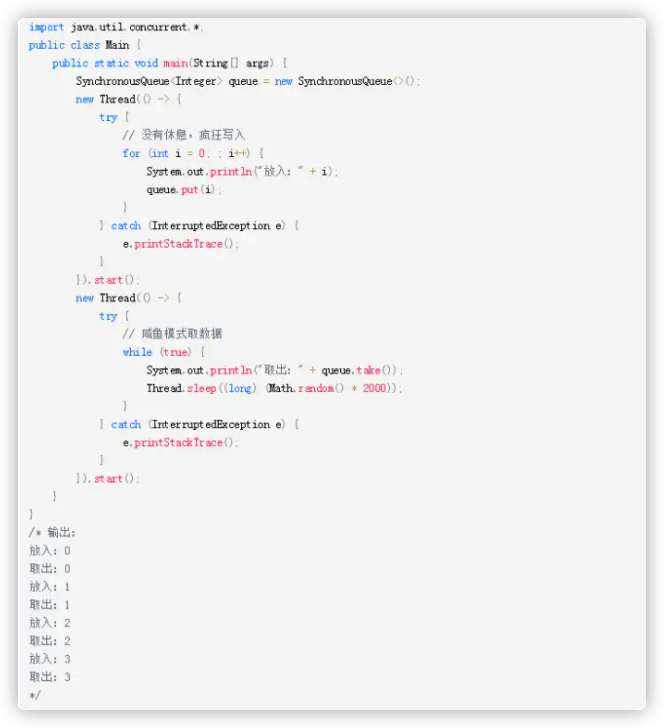 import java.util.concurrent.*;
public class Main {
    public static void main(String[] args) {
        SynchronousQueue<Integer> queue = new SynchronousQueue<>();
        new Thread(() -> {
            try {
                // 没有休息，疯狂写入
                for (int i = 0; ; i++) {
                    System.out.println("放入: " + i);
                    queue.put(i);
                }
            } catch (InterruptedException e) {
                e.printStackTrace();
            }
        }).start();
        new Thread(() -> {
            try {
                // 咸鱼模式取数据
                while (true) {
                    System.out.println("取出: " + queue.take());
                    Thread.sleep((long) (Math.random() * 2000));
                }
            } catch (InterruptedException e) {
                e.printStackTrace();
            }
        }).start();
    }
}
/* 输出:
放入: 0
取出: 0
放入: 1
取出: 1
放入: 2
取出: 2
放入: 3
取出: 3
*/